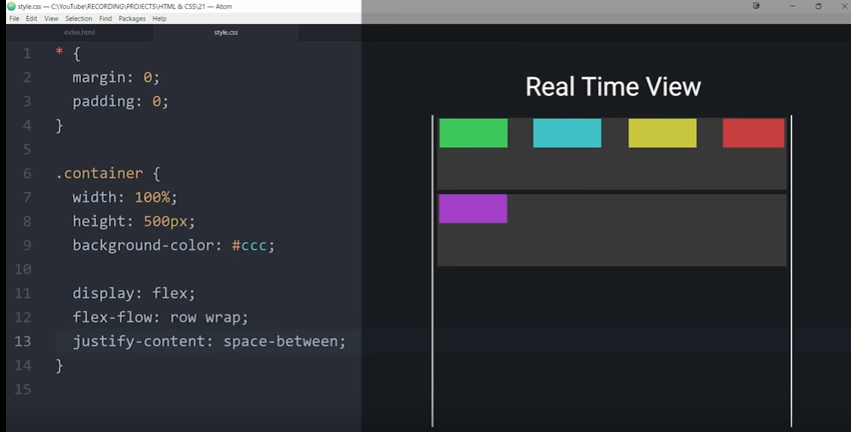 style.css — C:\YouTube\RECORDING\PROJECTS\HTML & CSS\21 — Atom
File Edit View Selection Find Packages Help
index.html style.css
1 * {
2 margin: 0;
3 padding: 0;
4 }
5
6 .container {
7 width: 100%;
8 height: 500px;
9 background-color: #ccc;
10
11 display: flex;
12 flex-flow: row wrap;
13 justify-content: space-between;
14 }
15
Real Time View